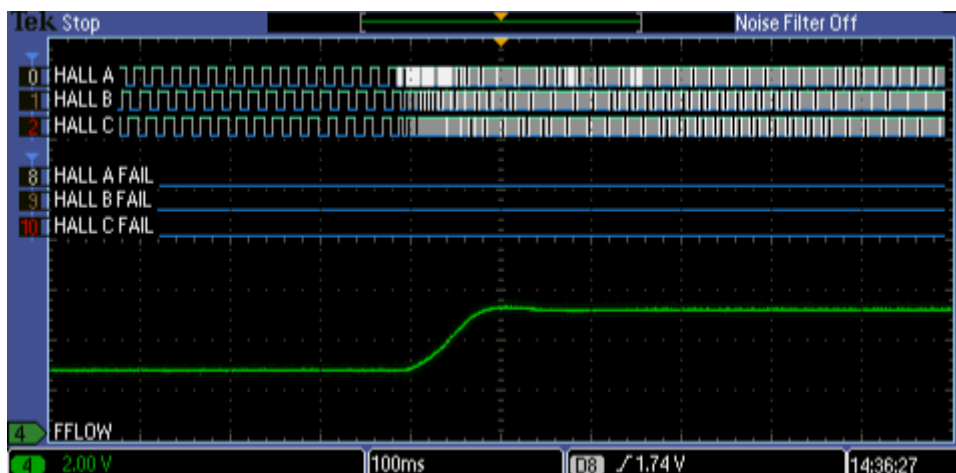 Tek Stop Noise Filter Off
0 HALL A
1 HALL B
2 HALL C
8 HALL A FAIL
9 HALL B FAIL
10 HALL C FAIL
4 FFLOW
4 2.00 V 100ms D8 1.74 V 14:36:27